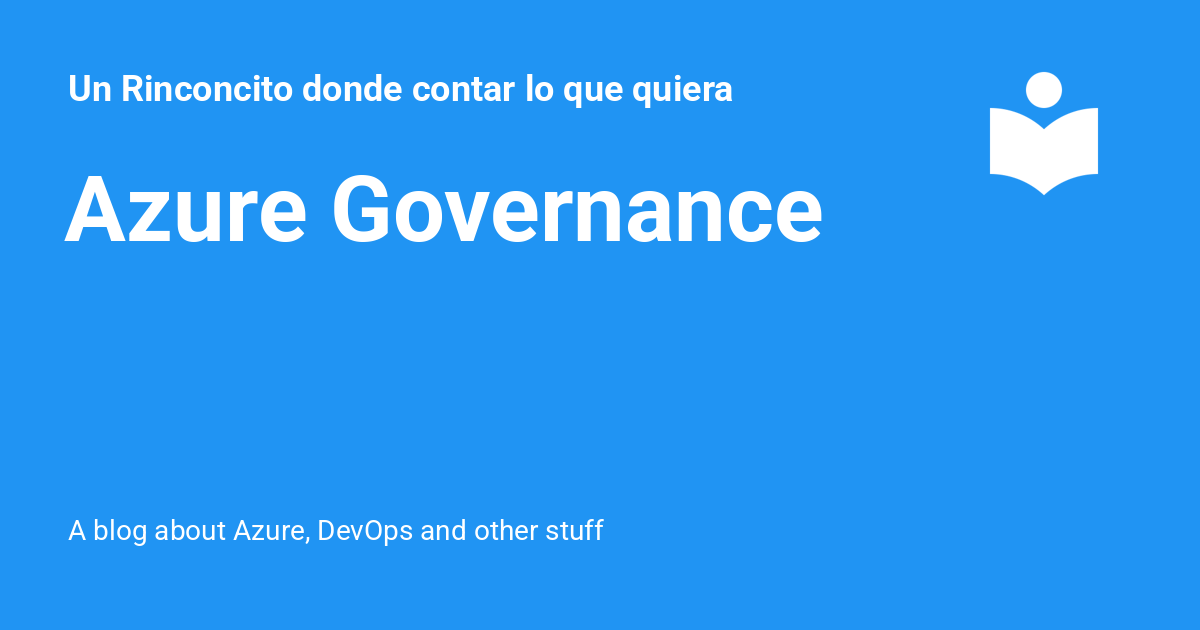 Un Rinconcito donde contar lo que quiera
Azure Governance
A blog about Azure, DevOps and other stuff